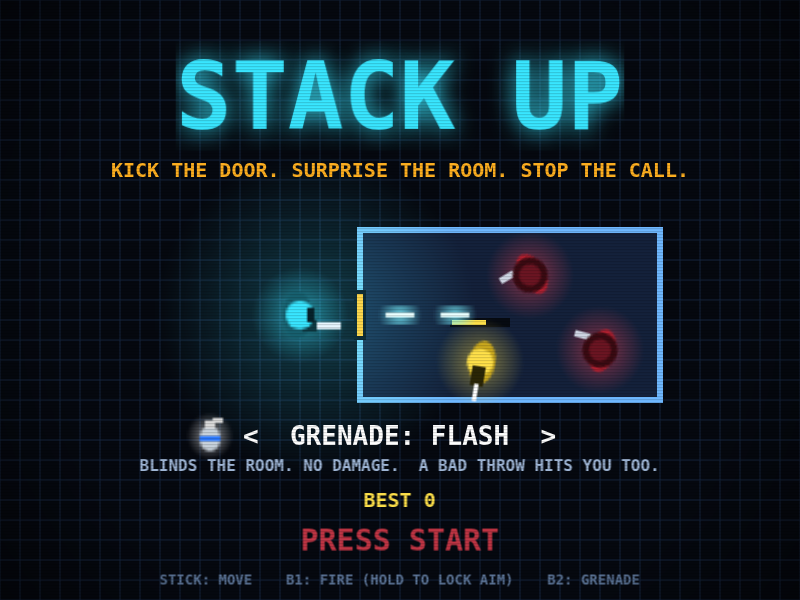 STACK UP
KICK THE DOOR. SURPRISE THE ROOM. STOP THE CALL.
< GRENADE: FLASH >
BLINDS THE ROOM. NO DAMAGE. A BAD THROW HITS YOU TOO.
BEST 0
PRESS START
STICK: MOVE B1: FIRE (HOLD TO LOCK AIM) B2: GRENADE